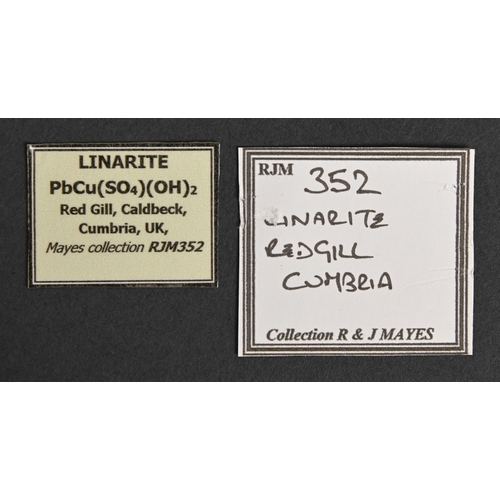 LINARITE
PbCu(SO₄)(OH)₂
Red Gill, Caldbeck,
Cumbria, UK,
Mayes collection RJM352
RJM 352
LINARITE
REDGILL
CUMBRIA
Collection R & J MAYES